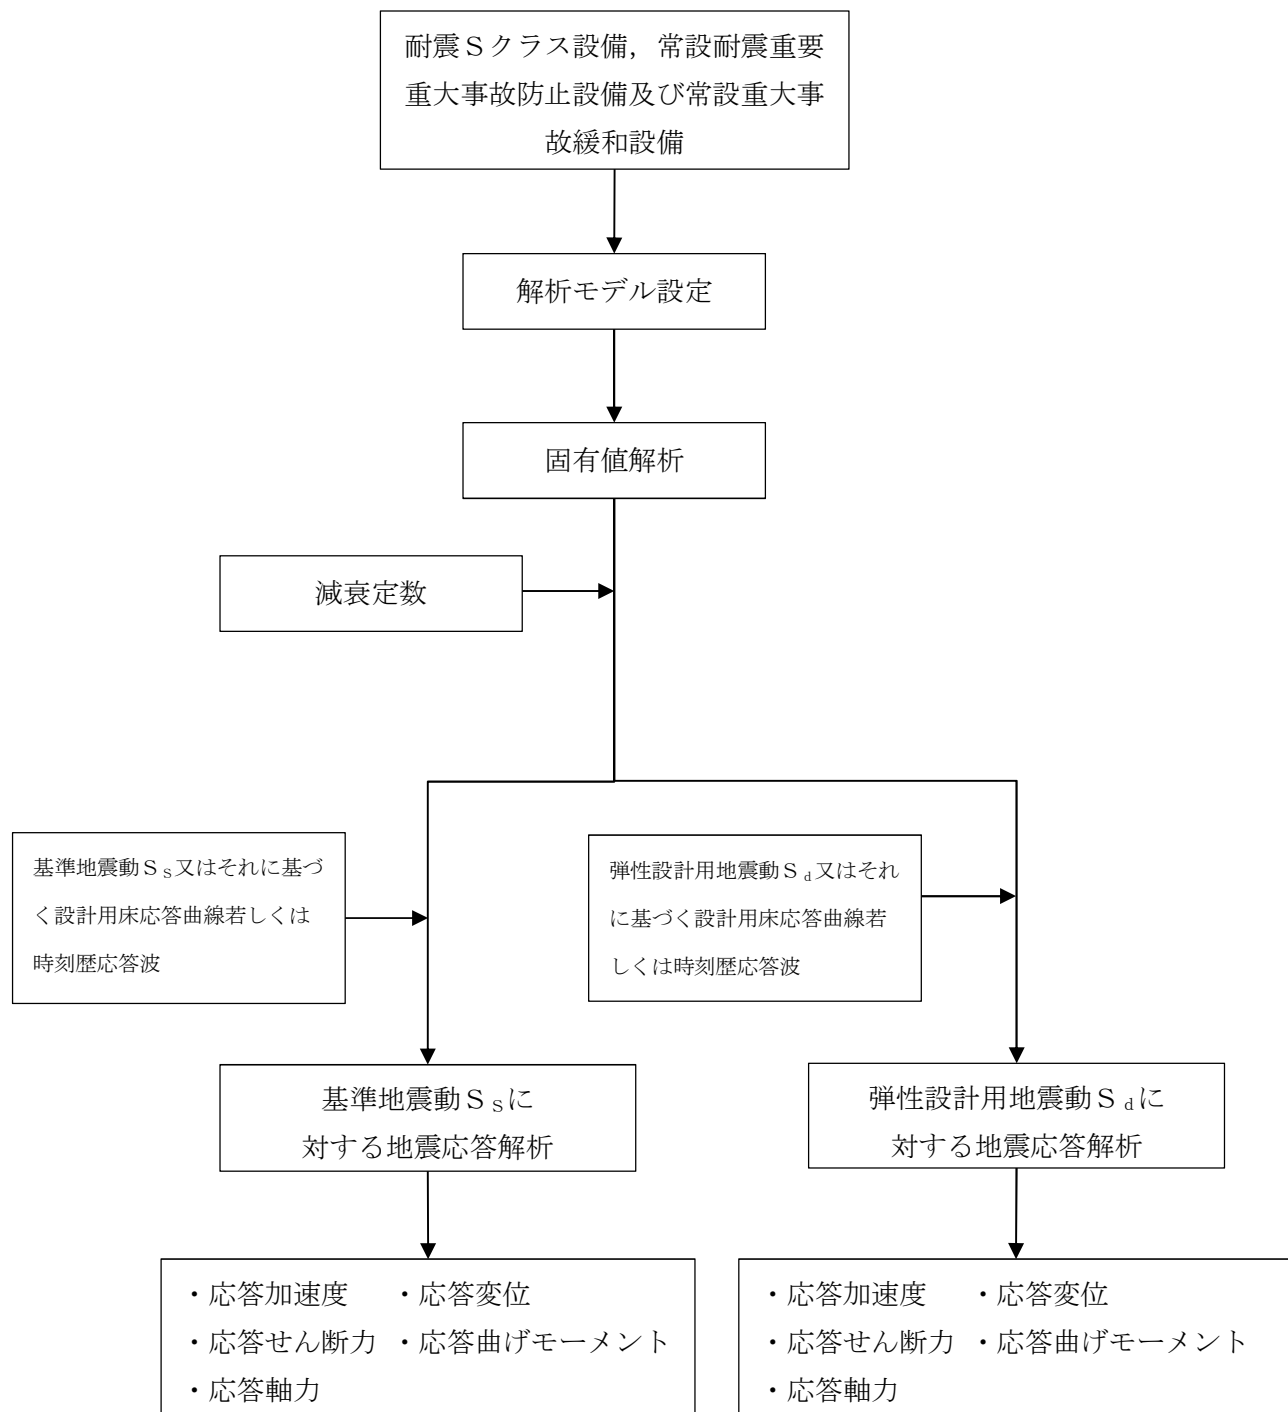 耐震Ｓクラス設備，常設耐震重要
重大事故防止設備及び常設重大事
故緩和設備
解析モデル設定
固有値解析
減衰定数
基準地震動Ｓｓ又はそれに基づ
く設計用床応答曲線若しくは
時刻歴応答波
弾性設計用地震動Ｓｄ又はそれ
に基づく設計用床応答曲線若
しくは時刻歴応答波
基準地震動Ｓｓに
対する地震応答解析
弾性設計用地震動Ｓｄに
対する地震応答解析
・応答加速度　・応答変位
・応答せん断力　・応答曲げモーメント
・応答軸力
・応答加速度　・応答変位
・応答せん断力　・応答曲げモーメント
・応答軸力